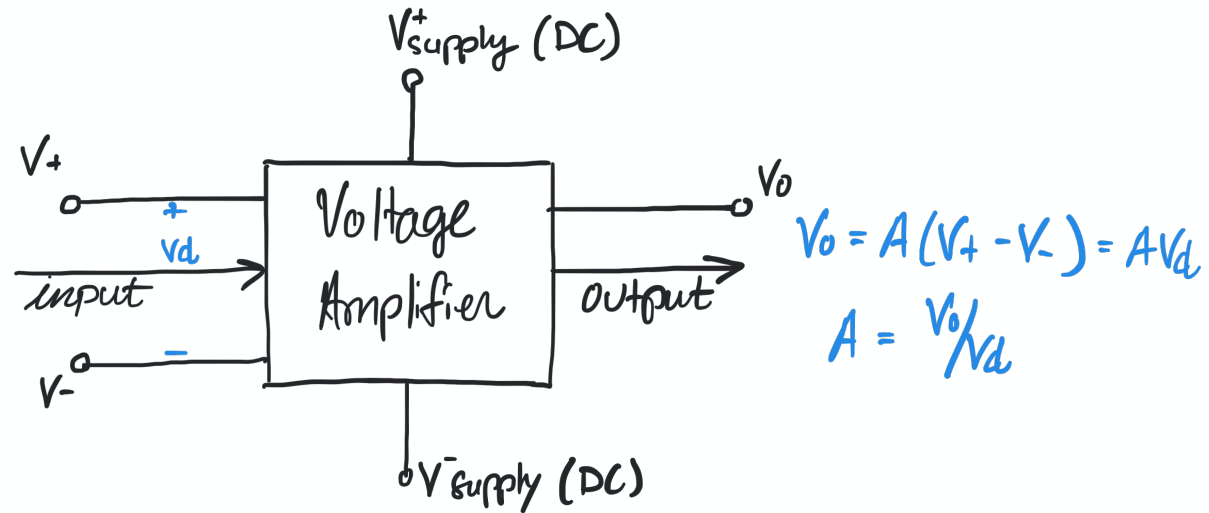 V⁺supply (DC)
V+
+
Vd
-
input
V-
Voltage
Amplifier
Vo
output
Vo = A(V+ - V-) = AVd
A = Vo/Vd
V⁻supply (DC)